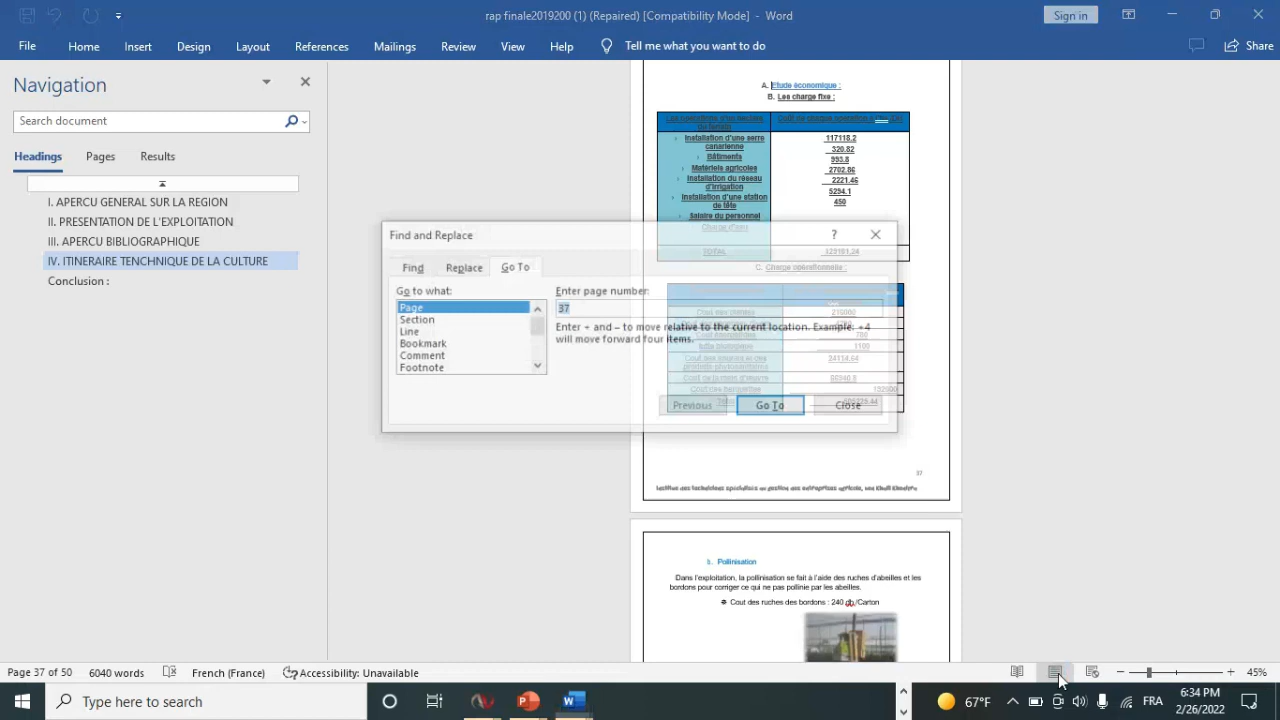 rap finale2019200 (1) (Repaired) [Compatibility Mode] - Word
Sign in
File Home Insert Design Layout References Mailings Review View Help Tell me what you want to do Share
Navigation
Search document
Headings Pages Results
I. APERCU GENERAL SUR LA REGION
II. PRESENTATION DE L'EXPLOITATION
III. APERCU BIBLIOGRAPHIQUE
Conclusion :
A. Etude économique :
B. Les charge fixe :
Installation d'une serre canarienne
Bâtiments
Matériels agricoles
Installation du réseau d'irrigation
Installation d'une station de tête
Salaire du personnel
117118.2
320.82
993.8
2702.86
2221.46
5294.1
450
C. Charge opérationnelle :
Find and Replace
? 
Find Replace Go To
Go to what:
Page
Section
Line
Bookmark
Comment
Footnote
Enter page number:
37
Enter + and – to move relative to the current location. Example: +4
will move forward four items.
Previous Go To Close
1100
24114.64
37
b. Pollinisation
Dans l'exploitation, la pollinisation se fait à l'aide des ruches d'abeilles et les
bordons pour corriger ce qui ne pas pollinie par les abeilles.
Cout des ruches des bordons : 240 dh/Carton
Page 37 of 50 6040 words French (France) Accessibility: Unavailable 45%
Type here to search
67°F
FRA
6:34 PM
2/26/2022